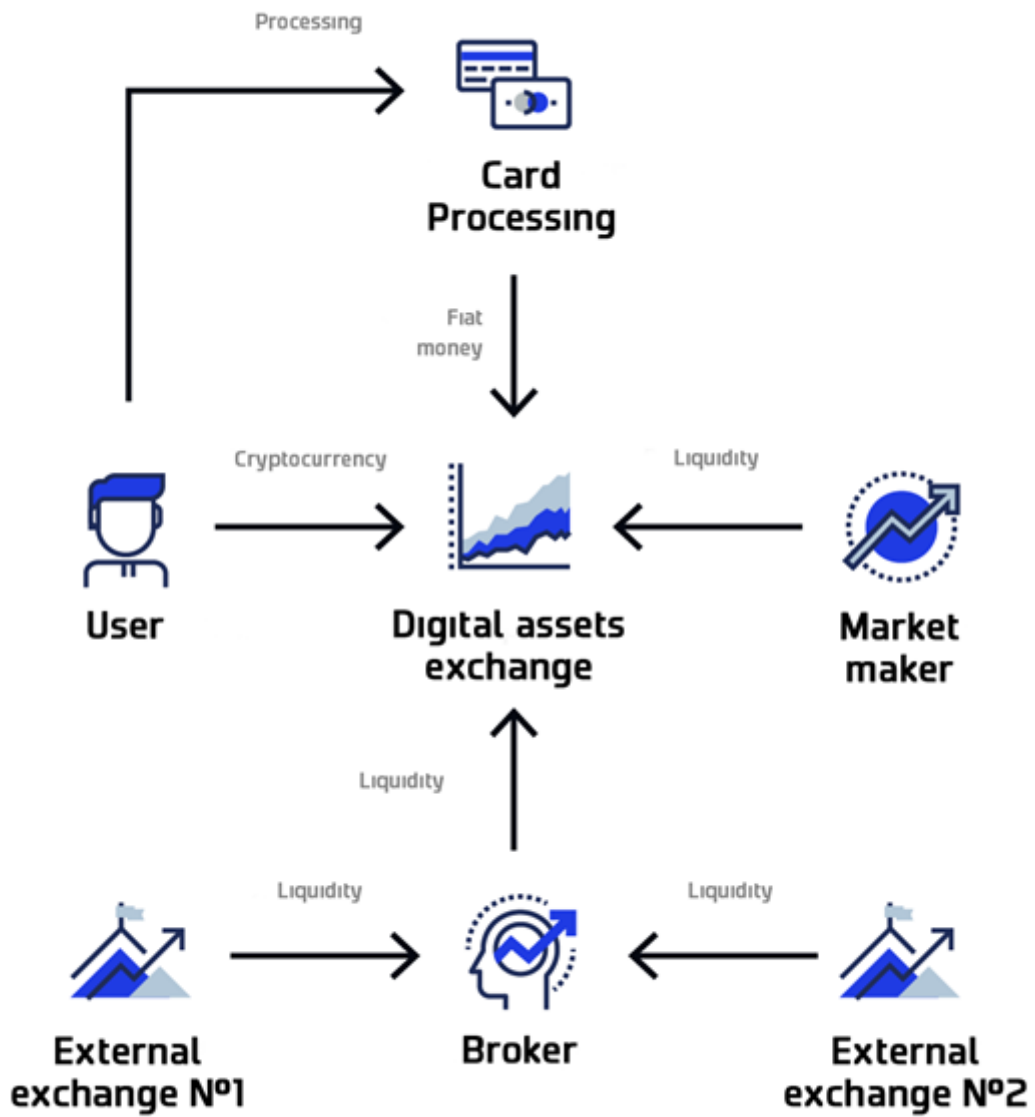 Processing
Card
Processing
Fiat
money
Cryptocurrency
Liquidity
User
Digital assets
exchange
Market
maker
Liquidity
Liquidity
Liquidity
External
exchange Nº1
Broker
External
exchange Nº2